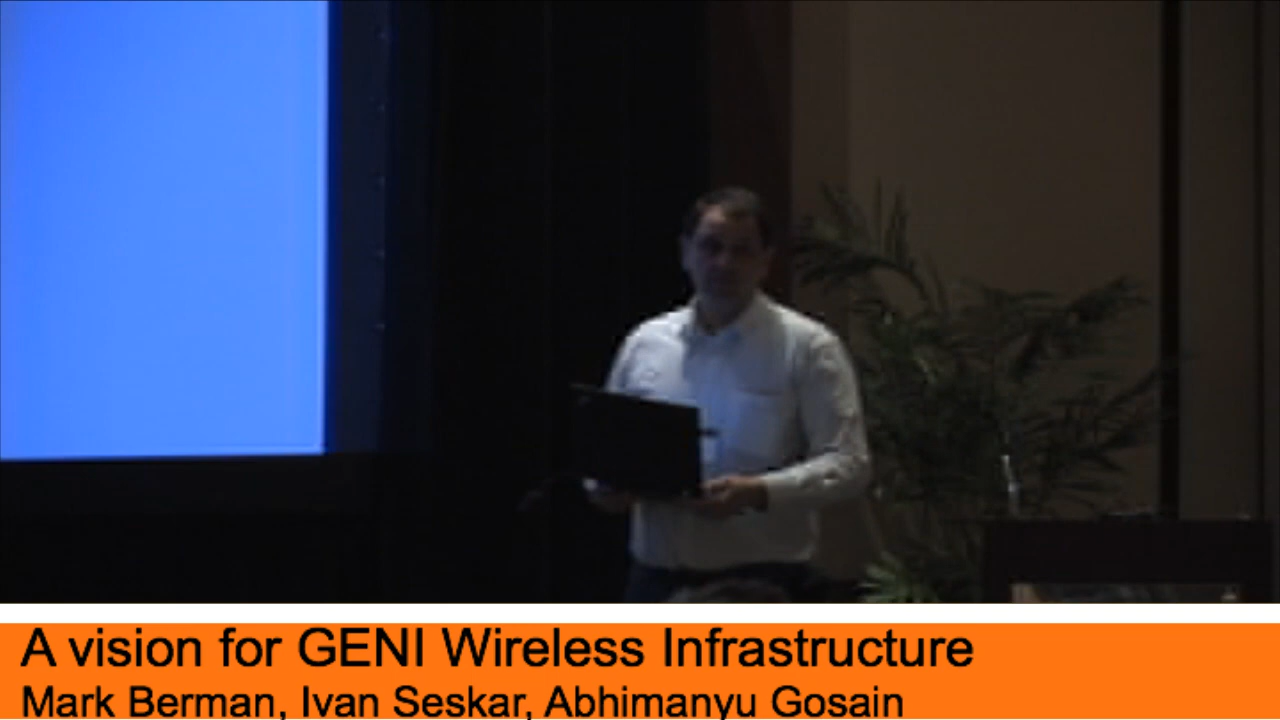 A vision for GENI Wireless Infrastructure
Mark Berman, Ivan Seskar, Abhimanyu Gosain